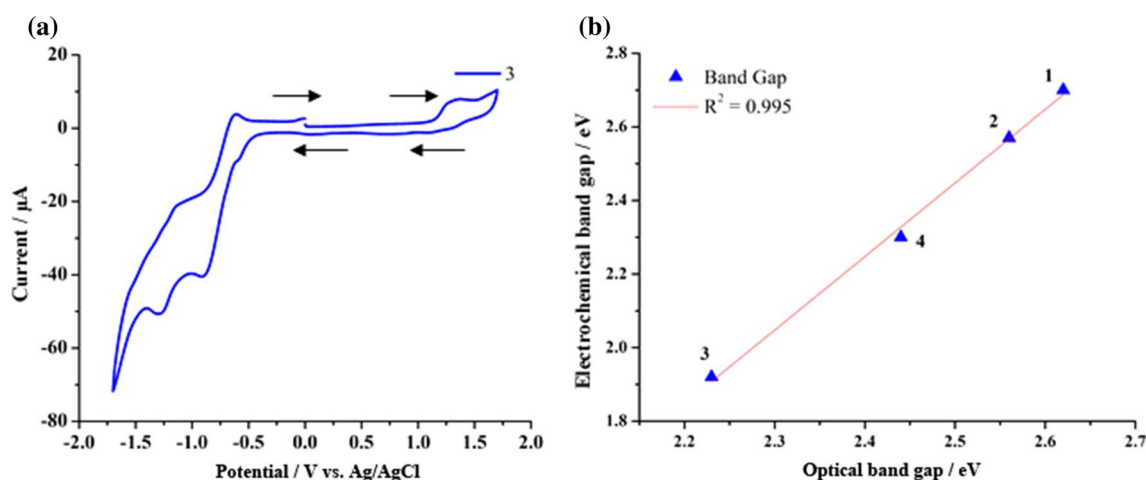 (a)
20
0
-20
-40
-60
-80
Current / μA
3
-2.0 -1.5 -1.0 -0.5 0.0 0.5 1.0 1.5 2.0
Potential / V vs. Ag/AgCl
(b)
2.8
2.6
2.4
2.2
2.0
1.8
Electrochemical band gap / eV
Band Gap
R² = 0.995
1
2
4
3
2.2 2.3 2.4 2.5 2.6 2.7
Optical band gap / eV